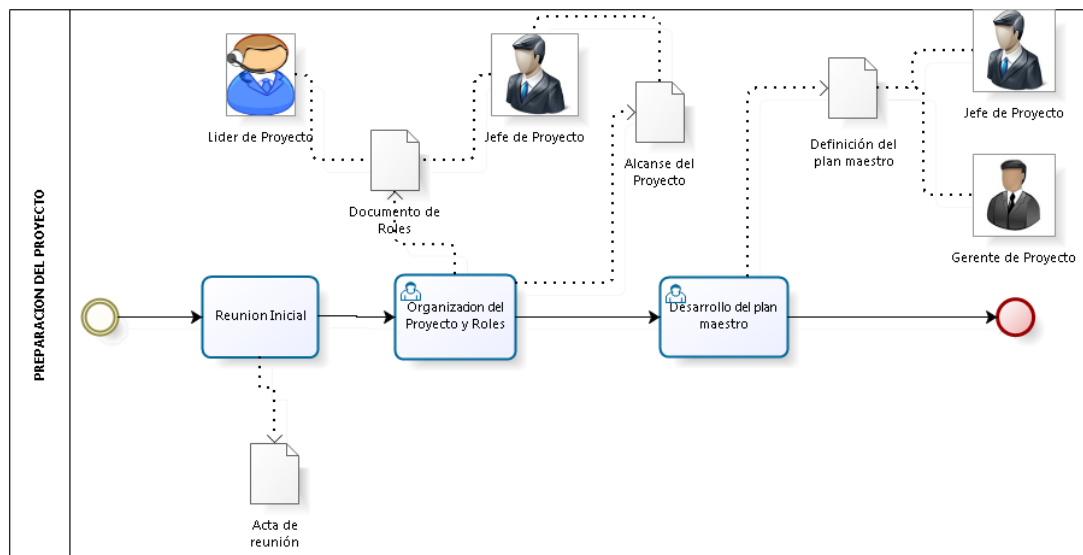 PREPARACION DEL PROYECTO
Lider de Proyecto
Jefe de Proyecto
Documento de
Roles
Alcanse del
Proyecto
Definición del
plan maestro
Jefe de Proyecto
Gerente de Proyecto
Reunion Inicial
Organizacion del
Proyecto y Roles
Desarrollo del plan
maestro
Acta de
reunión